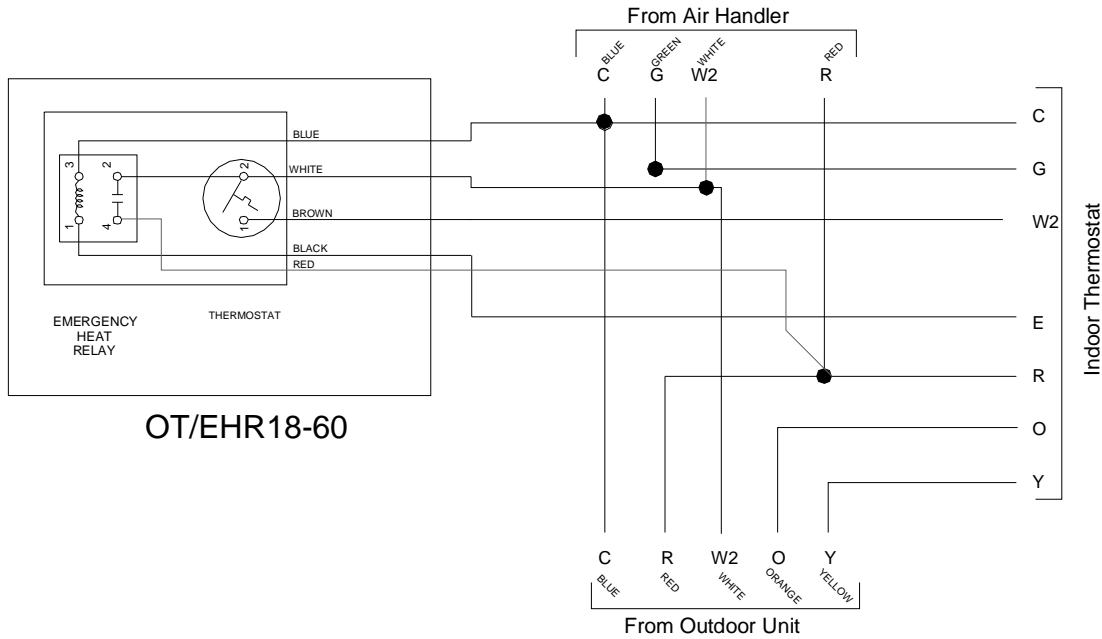 From Air Handler
BLUE GREEN WHITE RED
C G W2 R
C
BLUE
3 2
WHITE
2
G
BROWN
1
W2
1 4
BLACK
RED
EMERGENCY
HEAT
RELAY
THERMOSTAT
E
Indoor Thermostat
R
OT/EHR18-60
O
Y
C R W2 O Y
BLUE RED WHITE ORANGE YELLOW
From Outdoor Unit